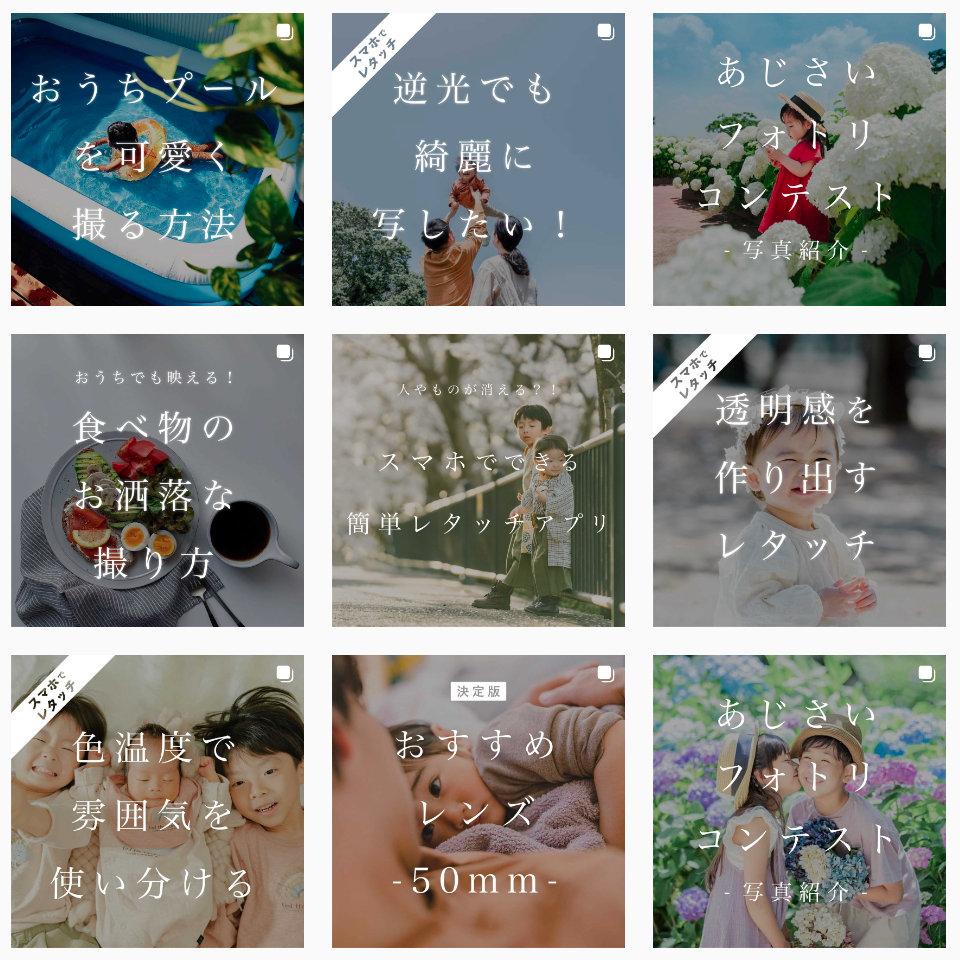 おうちプール
を可愛く
撮る方法
スマホで
レタッチ
逆光でも
綺麗に
写したい！
あじさい
フォトリ
コンテスト
- 写真紹介 -
おうちでも映える！
食べ物の
お洒落な
撮り方
人やものが消える？！
スマホでできる
簡単レタッチアプリ
スマホで
レタッチ
透明感を
作り出す
レタッチ
スマホで
レタッチ
色温度で
雰囲気を
使い分ける
決定版
おすすめ
レンズ
-50mm-
あじさい
フォトリ
コンテスト
- 写真紹介 -